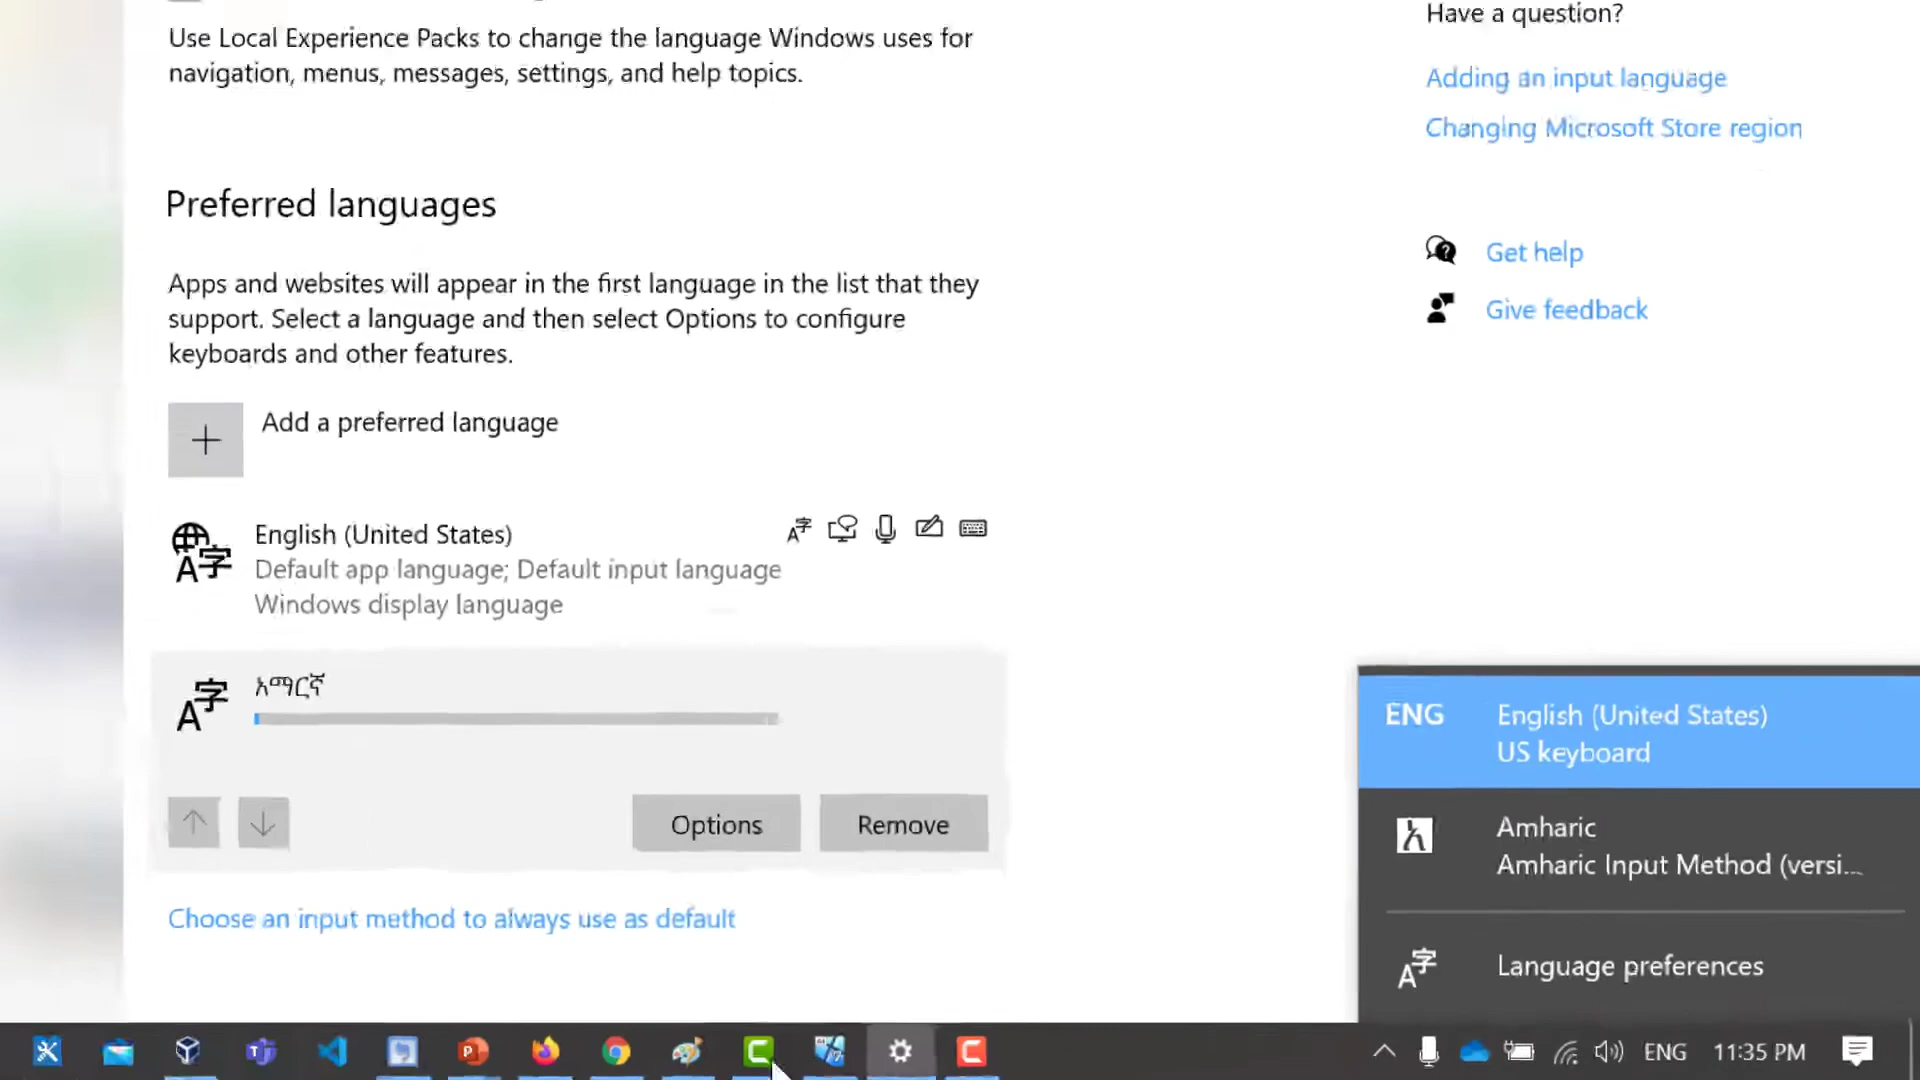 Use Local Experience Packs to change the language Windows uses for
navigation, menus, messages, settings, and help topics.
Preferred languages
Apps and websites will appear in the first language in the list that they
support. Select a language and then select Options to configure
keyboards and other features.
Add a preferred language
English (United States)
Default app language; Default input language
Windows display language
አማርኛ
Options
Remove
Choose an input method to always use as default
Have a question?
Adding an input language
Changing Microsoft Store region
Get help
Give feedback
ENG
English (United States)
US keyboard
አ
Amharic
Amharic Input Method (versi...
Language preferences
ENG
11:35 PM